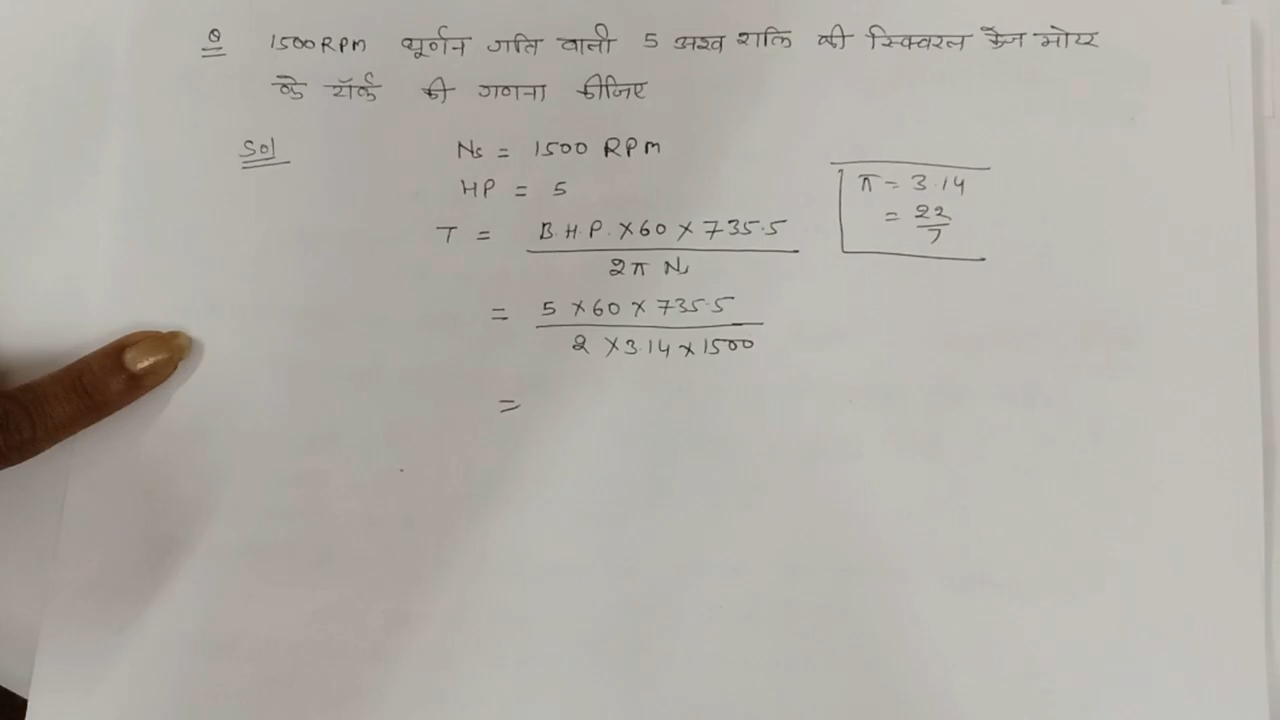 Q 1500 RPM घूर्णन गति वाली 5 अश्व शक्ति की स्किवरल केज मोटर
के टॉर्क की गणना कीजिए
Sol
Ns = 1500 RPM
HP = 5
T = B.H.P. × 60 × 735.5 / 2π Ns
= 5 × 60 × 735.5 / 2 × 3.14 × 1500
=
π = 3.14
= 22/7